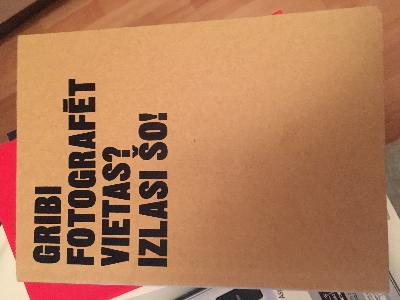 GRIBI
FOTOGRAFĒT
VIETAS?
IZLASI ŠO!